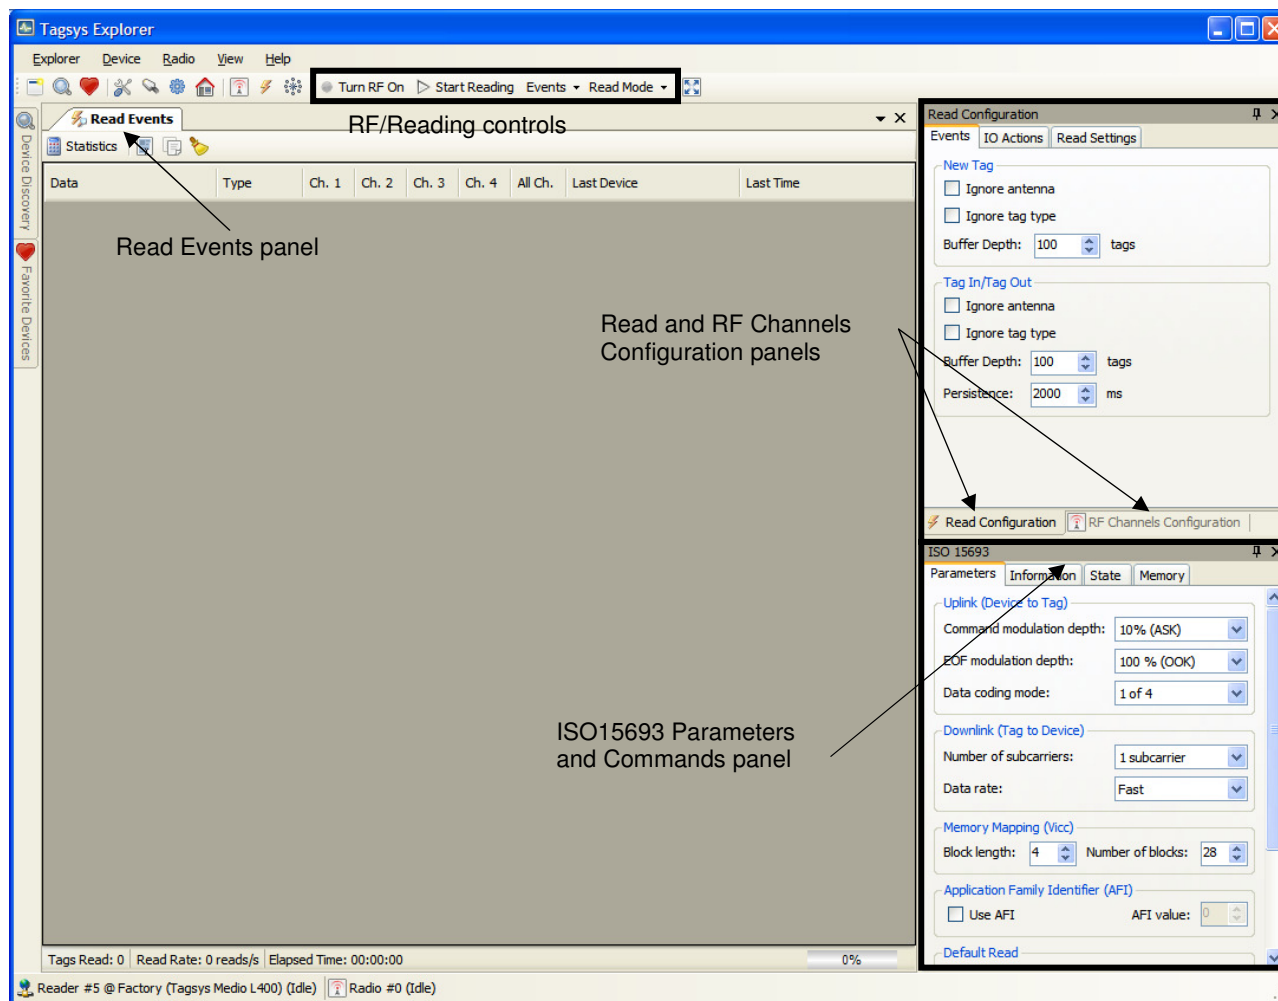 Tagsys Explorer
Explorer Device Radio View Help
Turn RF On Start Reading Events Read Mode
RF/Reading controls
Device Discovery
Favorite Devices
Read Events
Statistics
Data Type Ch. 1 Ch. 2 Ch. 3 Ch. 4 All Ch. Last Device Last Time
Read Events panel
Read and RF Channels
Configuration panels
ISO15693 Parameters
and Commands panel
Tags Read: 0 Read Rate: 0 reads/s Elapsed Time: 00:00:00 0%
Read Configuration
Events IO Actions Read Settings
New Tag
Ignore antenna
Ignore tag type
Buffer Depth: 100 tags
Tag In/Tag Out
Ignore antenna
Ignore tag type
Buffer Depth: 100 tags
Persistence: 2000 ms
Read Configuration RF Channels Configuration
ISO 15693
Parameters Information State Memory
Uplink (Device to Tag)
Command modulation depth: 10% (ASK)
EOF modulation depth: 100 % (OOK)
Data coding mode: 1 of 4
Downlink (Tag to Device)
Number of subcarriers: 1 subcarrier
Data rate: Fast
Memory Mapping (Vicc)
Block length: 4 Number of blocks: 28
Application Family Identifier (AFI)
Use AFI AFI value: 0
Default Read
Reader #5 @ Factory (Tagsys Medio L400) (Idle) Radio #0 (Idle)